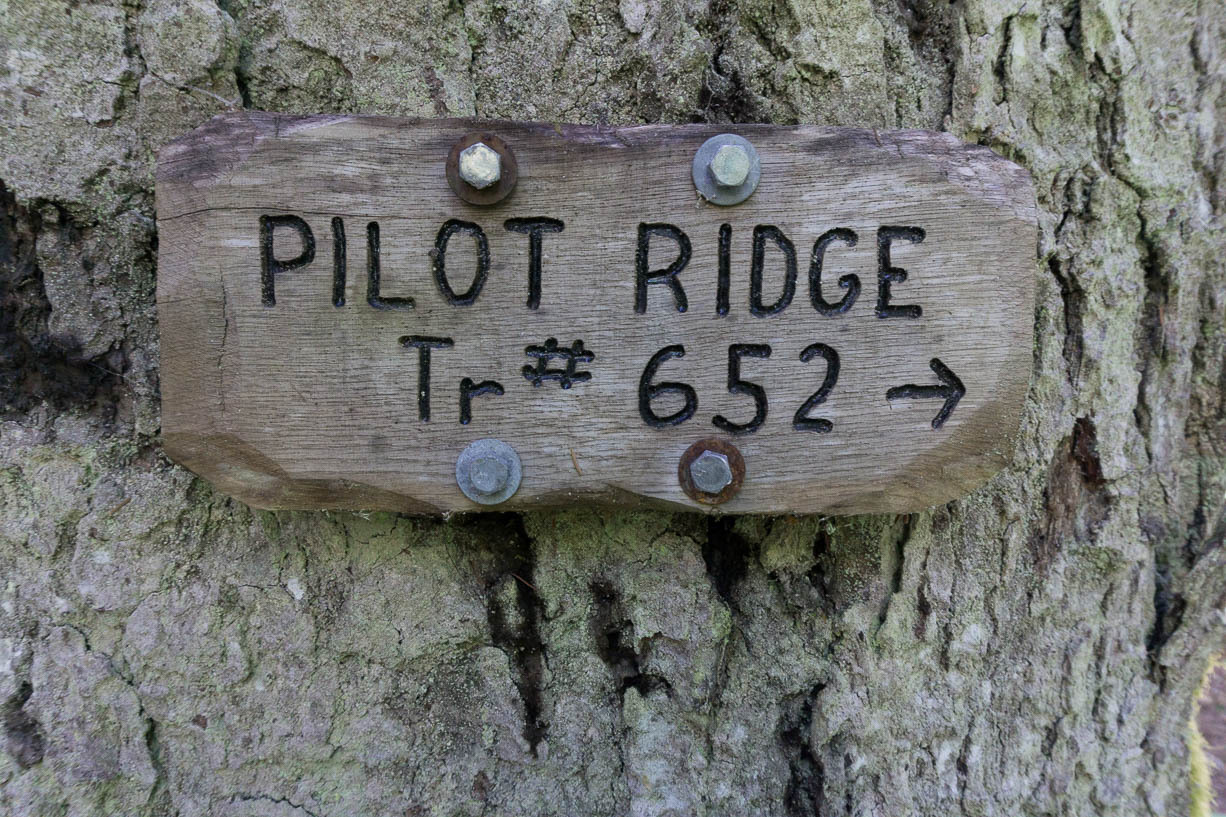 PILOT RIDGE
Tr # 652 →